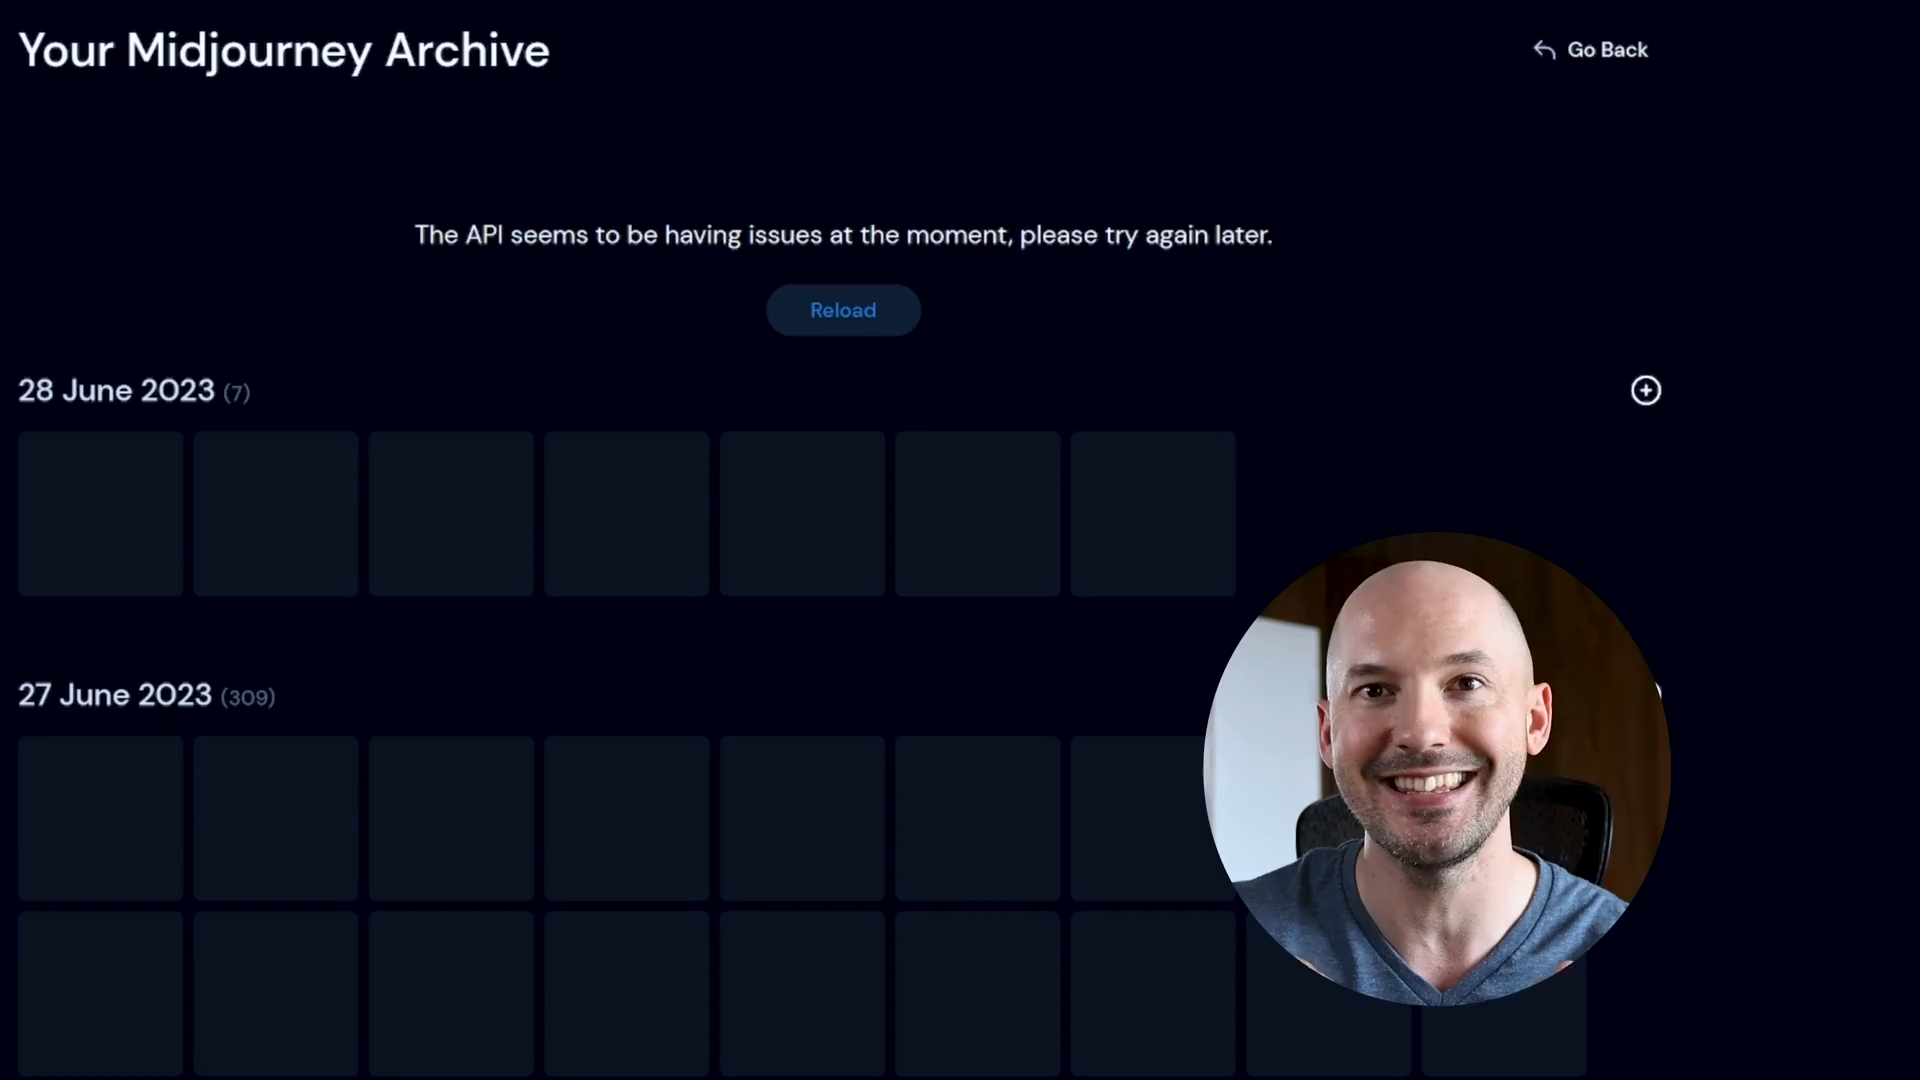 Your Midjourney Archive
Go Back
The API seems to be having issues at the moment, please try again later.
Reload
28 June 2023 (7)
27 June 2023 (309)